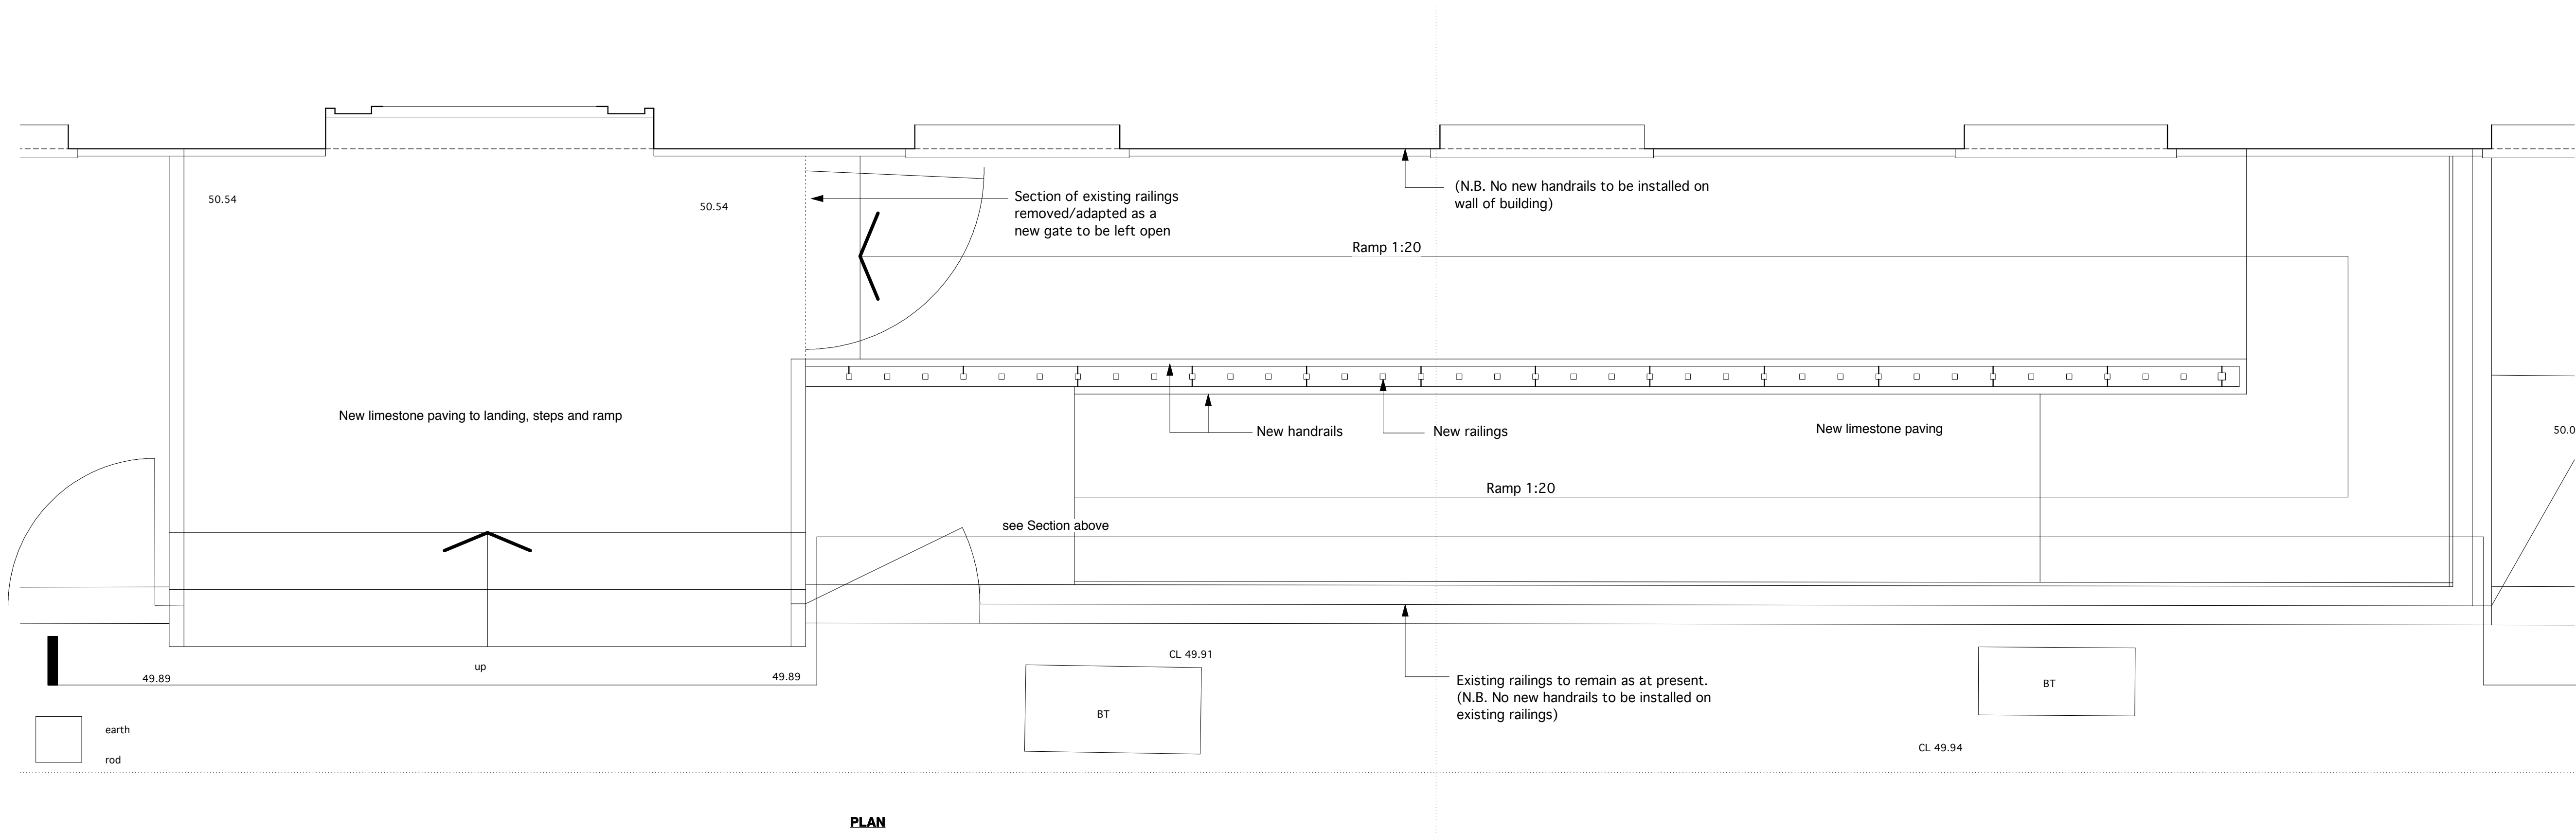 50.54
50.54
Section of existing railings
removed/adapted as a
new gate to be left open
(N.B. No new handrails to be installed on
wall of building)
Ramp 1:20
New limestone paving to landing, steps and ramp
New handrails
New railings
New limestone paving
50.0
Ramp 1:20
see Section above
up
49.89
49.89
CL 49.91
BT
Existing railings to remain as at present.
(N.B. No new handrails to be installed on
existing railings)
BT
CL 49.94
earth
rod
PLAN